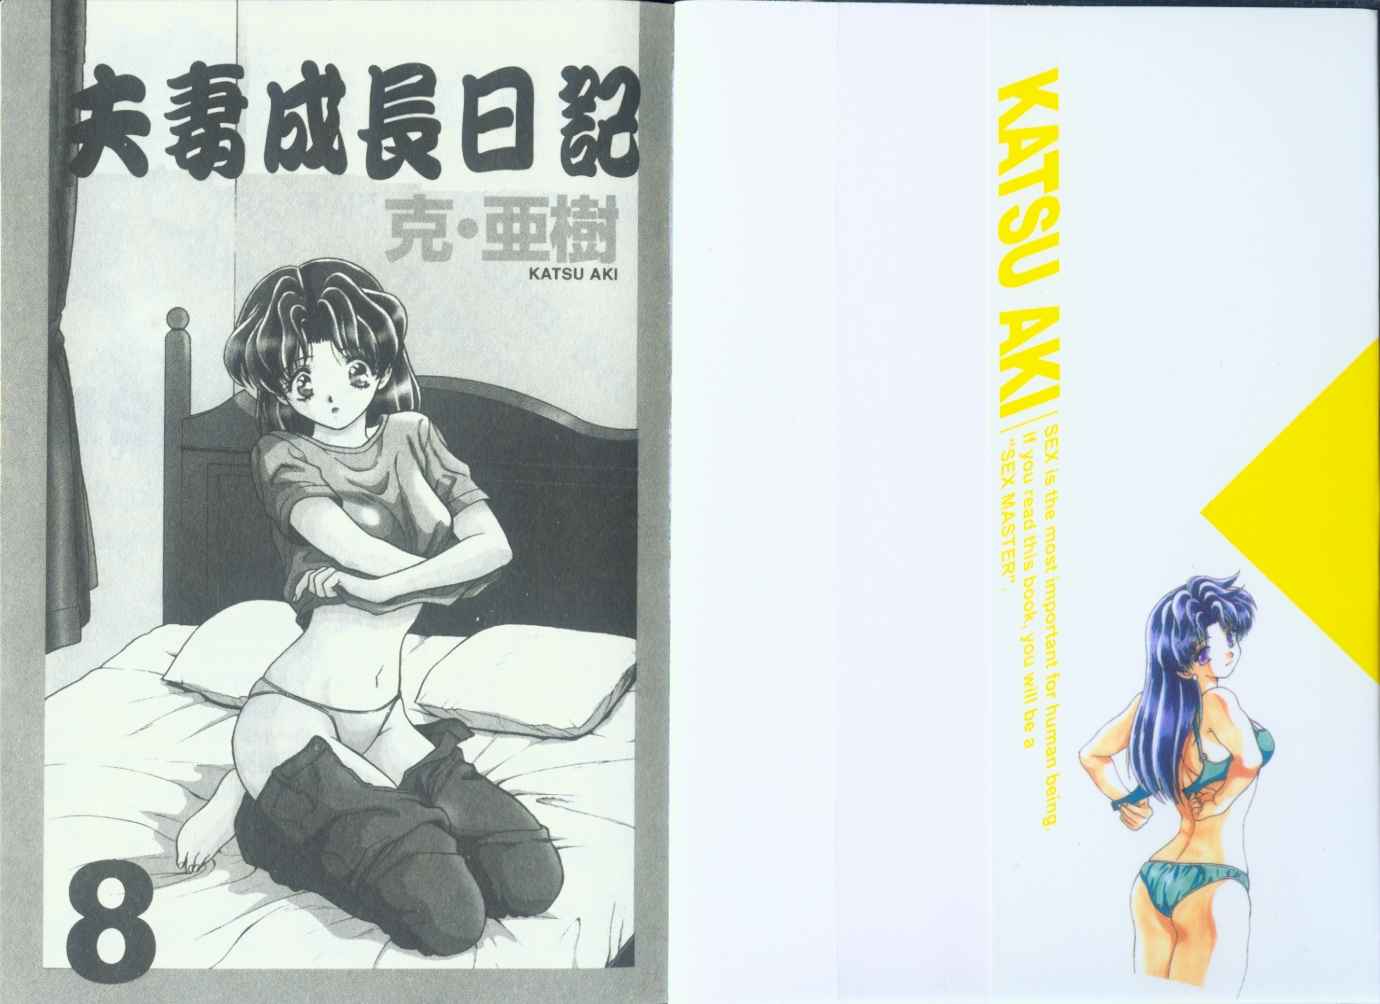 夫妻成長日記
克・亜樹
KATSU AKI
8
KATSU AKI
SEX is the most important for human being.
If you read this book, you will be a
"SEX MASTER".